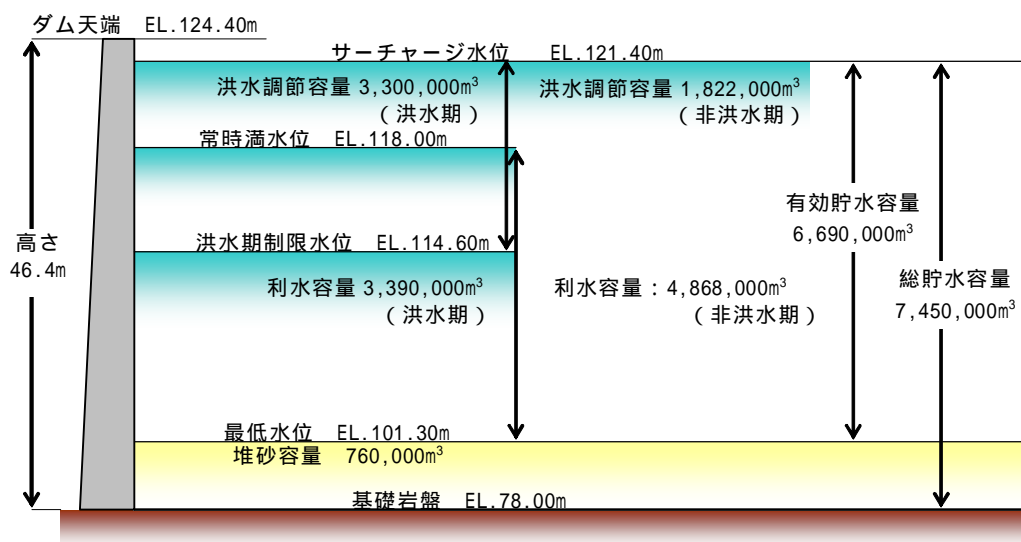 ダム天端 EL.124.40m
サーチャージ水位 EL.121.40m
洪水調節容量 3,300,000m³
(洪水期)
洪水調節容量 1,822,000m³
(非洪水期)
常時満水位 EL.118.00m
有効貯水容量
6,690,000m³
高さ
46.4m
洪水期制限水位 EL.114.60m
利水容量 3,390,000m³
(洪水期)
利水容量:4,868,000m³
(非洪水期)
総貯水容量
7,450,000m³
最低水位 EL.101.30m
堆砂容量 760,000m³
基礎岩盤 EL.78.00m